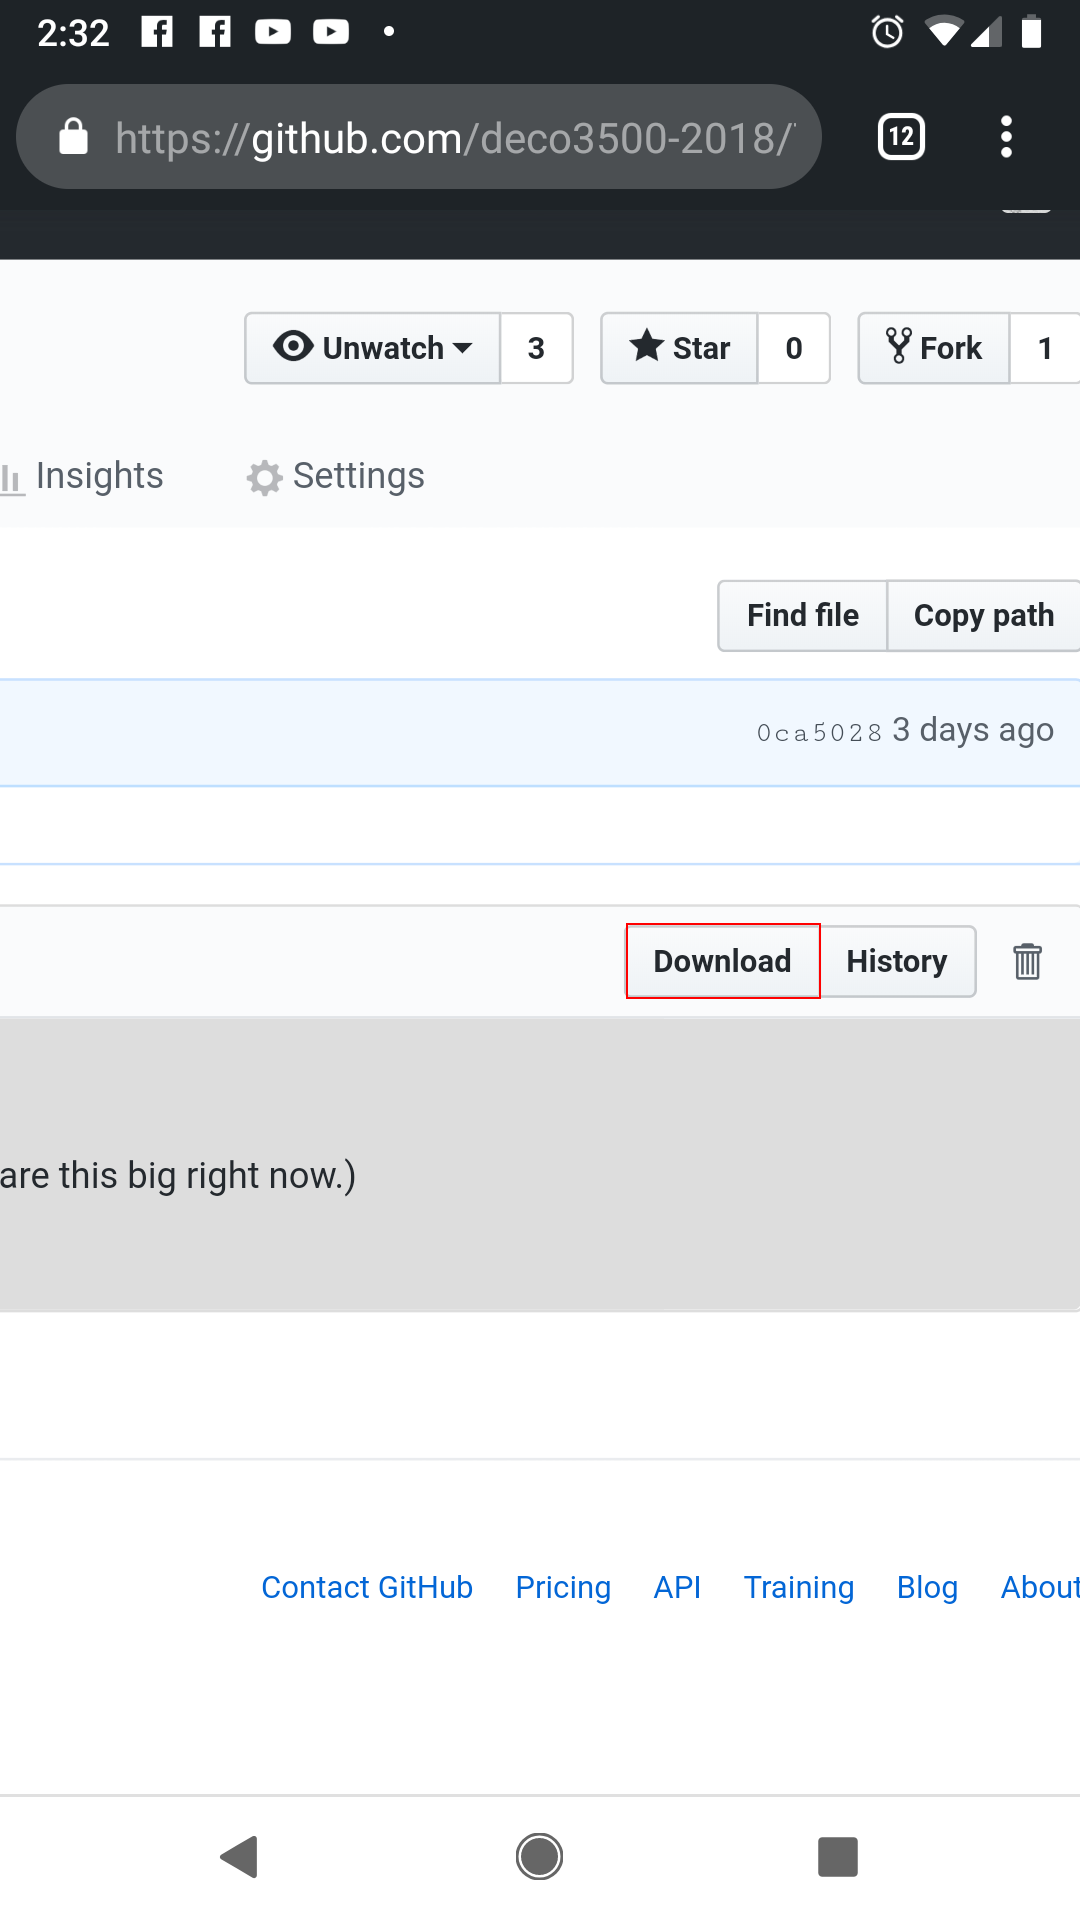 2:32
https://github.com/deco3500-2018/
12
Unwatch 3 Star 0 Fork 1
Insights Settings
Find file Copy path
0ca5028 3 days ago
Download History
are this big right now.)
Contact GitHub Pricing API Training Blog About